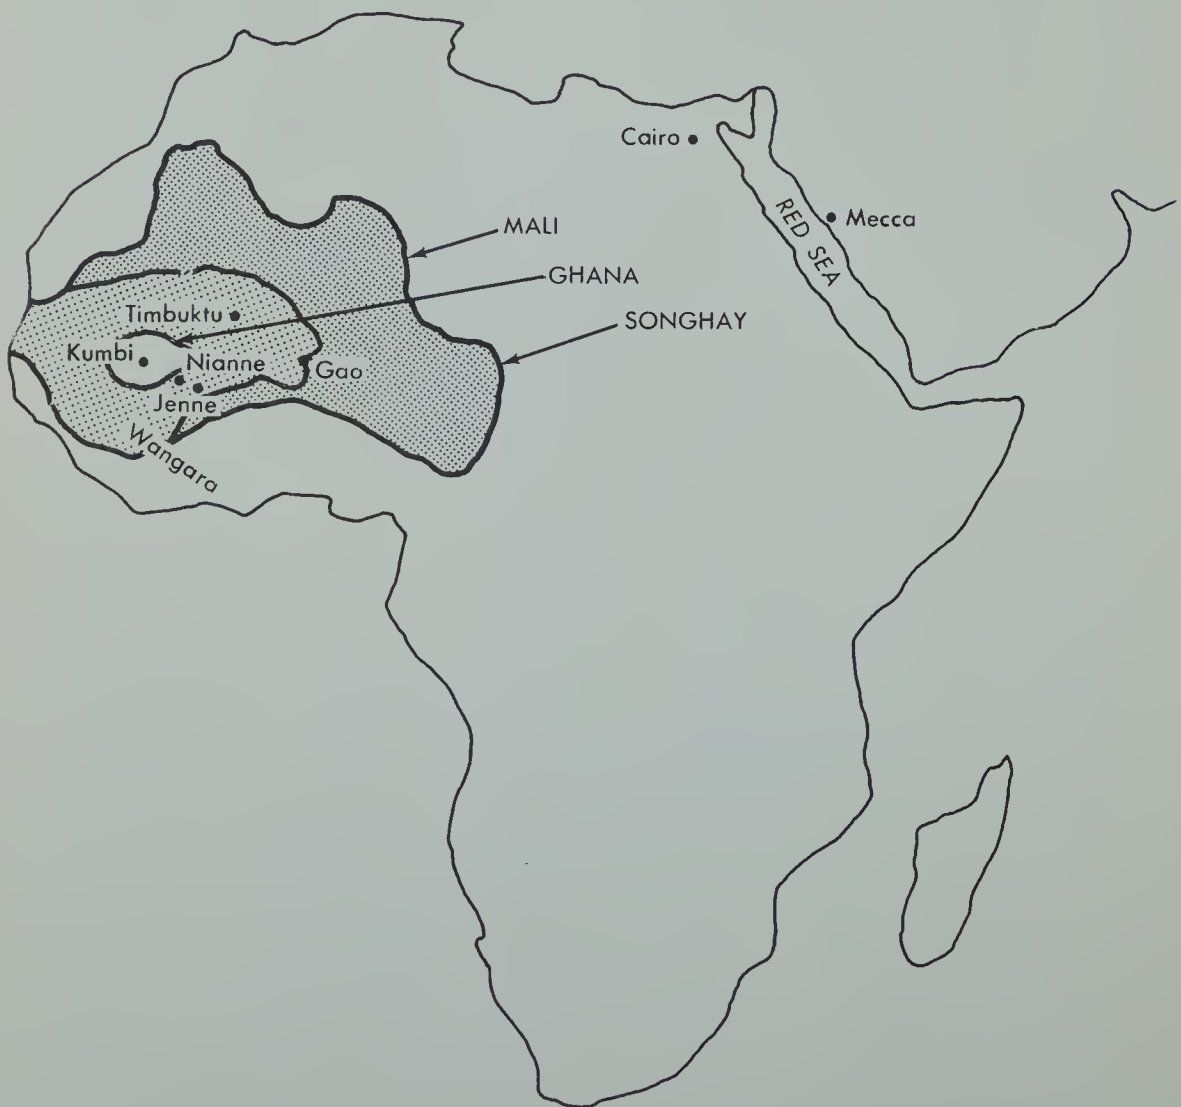 Cairo
Mecca
RED SEA
MALI
GHANA
SONGHAY
Timbuktu
Kumbi
Nianne
Gao
Jenne
Wangara